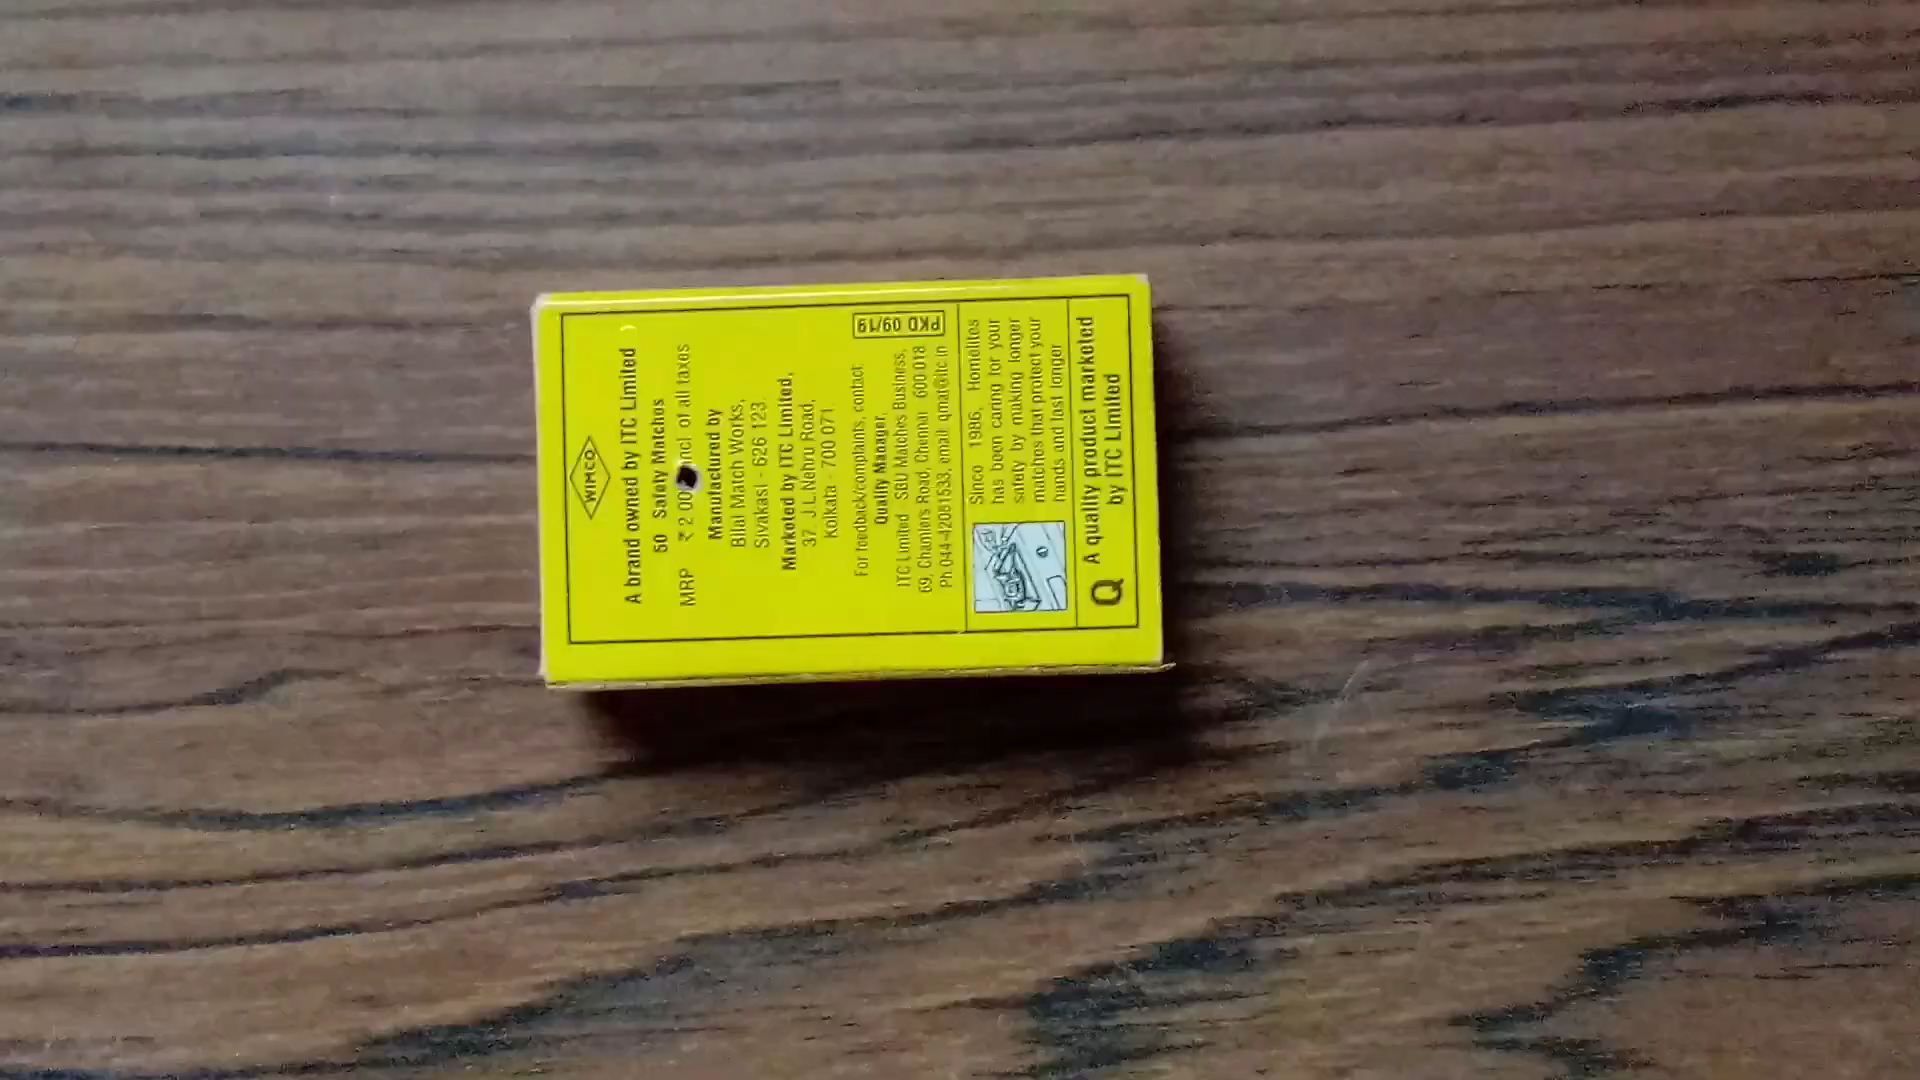 WIMCO
A brand owned by ITC Limited
50 Safety Matches
MRP ₹ 2.00 incl of all taxes
Manufactured by
Bilal Match Works,
Sivakasi - 626 123.
Marketed by ITC Limited,
37, J.L.Nehru Road,
Kolkata - 700 071.
For feedback/complaints, contact
Quality Manager,
ITC Limited SBU Matches Business,
69, Chamiers Road, Chennai 600 018
Ph 044-42081533, email qma@itc.in
PKD 09/19
Since 1986, Homelites
has been caring for your
safety by making longer
matches that protect your
hands and last longer
Q A quality product marketed
by ITC Limited